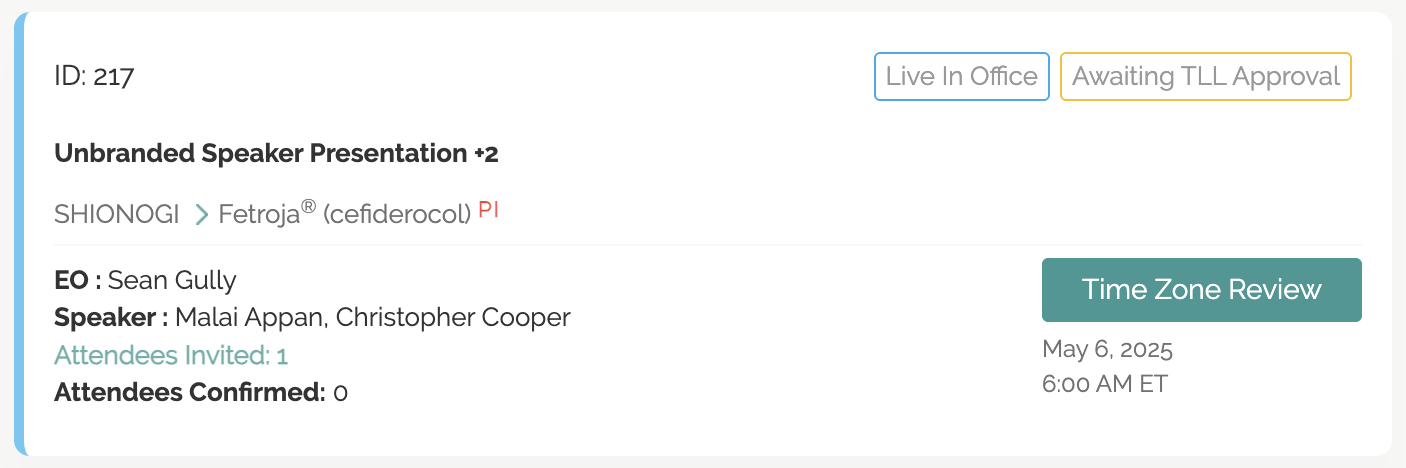 ID: 217
Live In Office
Awaiting TLL Approval
Unbranded Speaker Presentation +2
SHIONOGI > Fetroja® (cefiderocol) PI
EO : Sean Gully
Speaker : Malai Appan, Christopher Cooper
Attendees Invited: 1
Attendees Confirmed: 0
Time Zone Review
May 6, 2025
6:00 AM ET